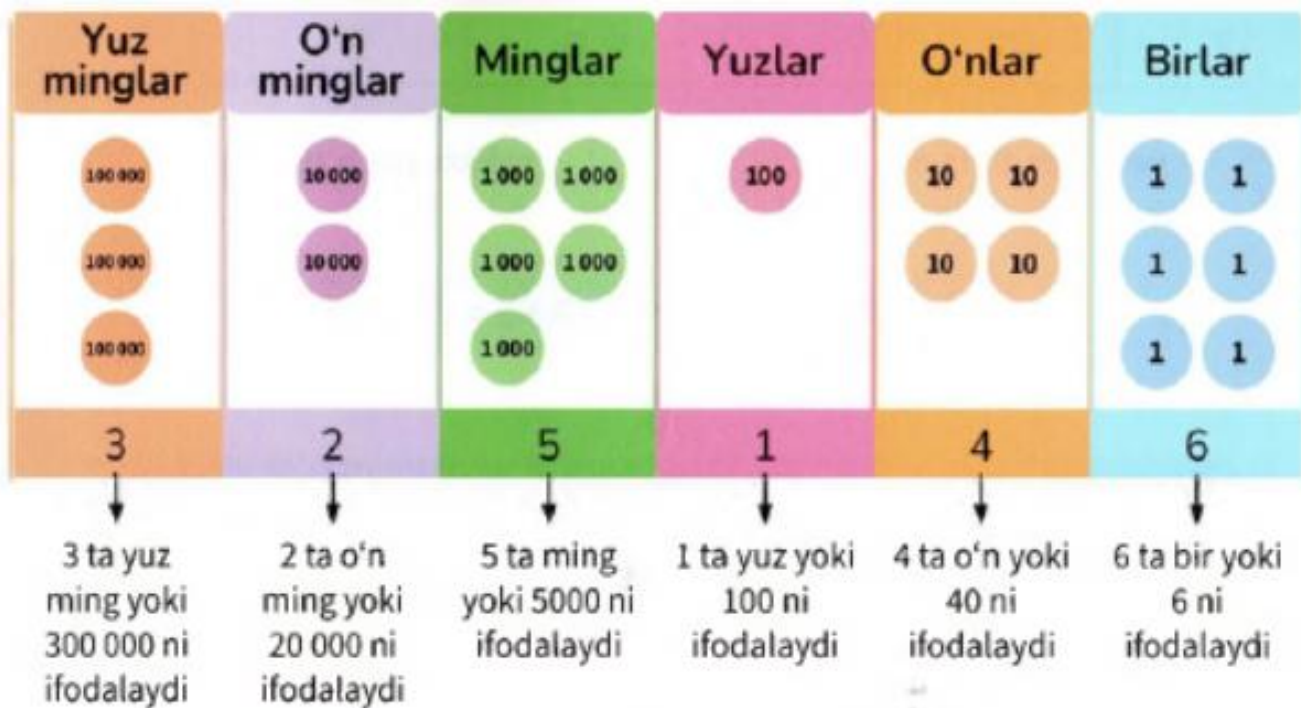 Yuz minglar
O‘n minglar
Minglar
Yuzlar
O‘nlar
Birlar
100 000
10 000
1 000 1 000
100
10 10
1 1
100 000
10 000
1 000 1 000
10 10
1 1
100 000
1 000
1 1
3
2
5
1
4
6
3 ta yuz
ming yoki
300 000 ni
ifodalaydi
2 ta o‘n
ming yoki
20 000 ni
ifodalaydi
5 ta ming
yoki 5000 ni
ifodalaydi
1 ta yuz yoki
100 ni
ifodalaydi
4 ta o‘n yoki
40 ni
ifodalaydi
6 ta bir yoki
6 ni
ifodalaydi